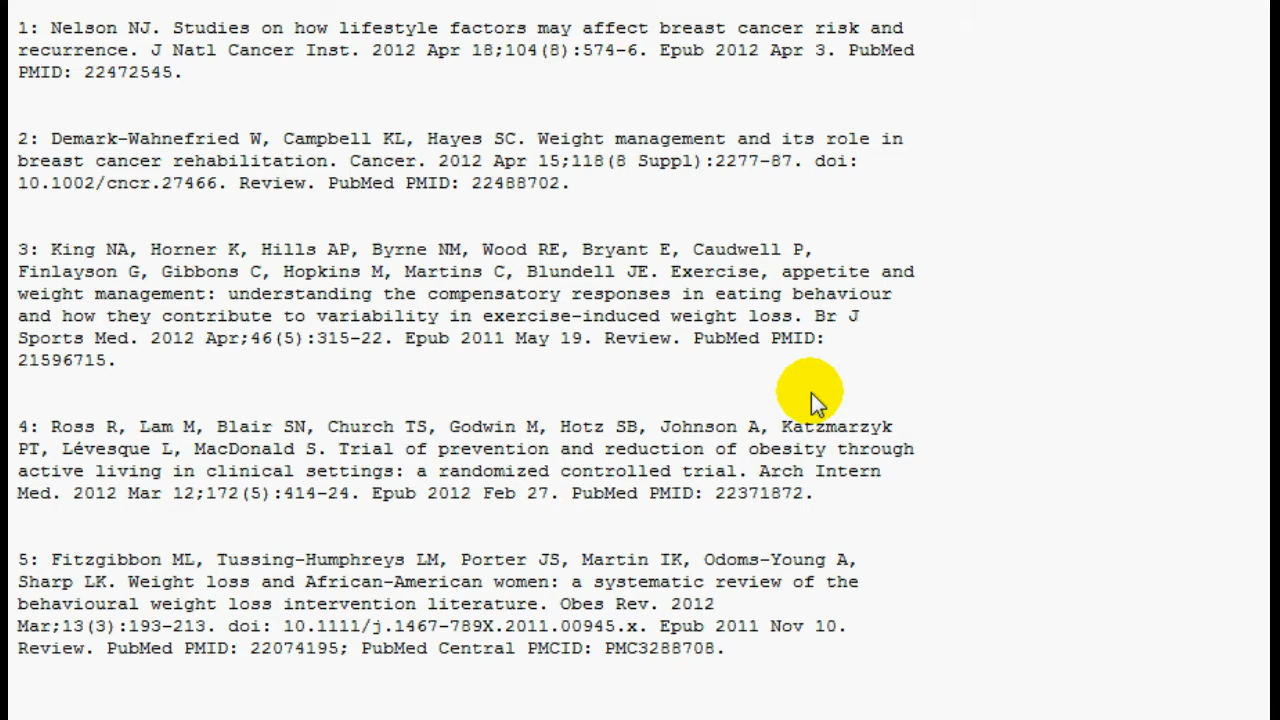 1: Nelson NJ. Studies on how lifestyle factors may affect breast cancer risk and
recurrence. J Natl Cancer Inst. 2012 Apr 18;104(8):574-6. Epub 2012 Apr 3. PubMed
PMID: 22472545.
2: Demark-Wahnefried W, Campbell KL, Hayes SC. Weight management and its role in
breast cancer rehabilitation. Cancer. 2012 Apr 15;118(8 Suppl):2277-87. doi:
10.1002/cncr.27466. Review. PubMed PMID: 22488702.
3: King NA, Horner K, Hills AP, Byrne NM, Wood RE, Bryant E, Caudwell P,
Finlayson G, Gibbons C, Hopkins M, Martins C, Blundell JE. Exercise, appetite and
weight management: understanding the compensatory responses in eating behaviour
and how they contribute to variability in exercise-induced weight loss. Br J
Sports Med. 2012 Apr;46(5):315-22. Epub 2011 May 19. Review. PubMed PMID:
21596715.
4: Ross R, Lam M, Blair SN, Church TS, Godwin M, Hotz SB, Johnson A, Katzmarzyk
PT, Lévesque L, MacDonald S. Trial of prevention and reduction of obesity through
active living in clinical settings: a randomized controlled trial. Arch Intern
Med. 2012 Mar 12;172(5):414-24. Epub 2012 Feb 27. PubMed PMID: 22371872.
5: Fitzgibbon ML, Tussing-Humphreys LM, Porter JS, Martin IK, Odoms-Young A,
Sharp LK. Weight loss and African-American women: a systematic review of the
behavioural weight loss intervention literature. Obes Rev. 2012
Mar;13(3):193-213. doi: 10.1111/j.1467-789X.2011.00945.x. Epub 2011 Nov 10.
Review. PubMed PMID: 22074195; PubMed Central PMCID: PMC3288708.